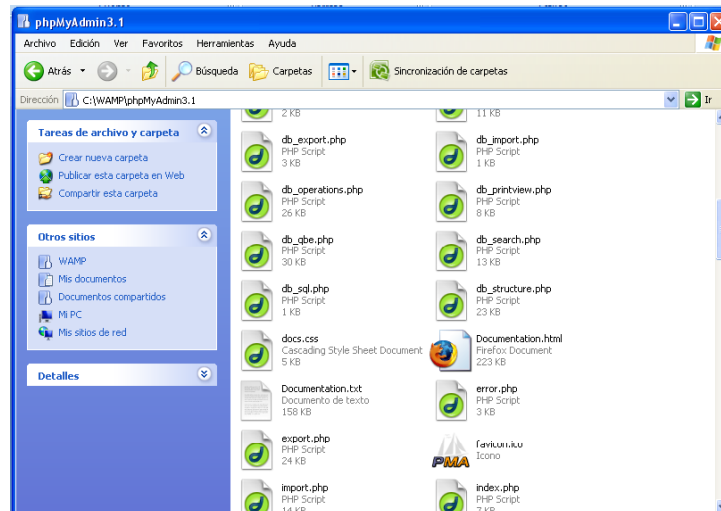 phpMyAdmin3.1
Archivo Edición Ver Favoritos Herramientas Ayuda
Atrás Búsqueda Carpetas Sincronización de carpetas
Dirección C:\WAMP\phpMyAdmin3.1 Ir
Tareas de archivo y carpeta
Crear nueva carpeta
Publicar esta carpeta en Web
Compartir esta carpeta
Otros sitios
WAMP
Mis documentos
Documentos compartidos
Mi PC
Mis sitios de red
Detalles
2 KB
11 KB
db_export.php
PHP Script
3 KB
db_import.php
PHP Script
1 KB
db_operations.php
PHP Script
26 KB
db_printview.php
PHP Script
8 KB
db_qbe.php
PHP Script
30 KB
db_search.php
PHP Script
13 KB
db_sql.php
PHP Script
1 KB
db_structure.php
PHP Script
23 KB
docs.css
Cascading Style Sheet Document
5 KB
Documentation.html
Firefox Document
223 KB
Documentation.txt
Documento de texto
158 KB
error.php
PHP Script
3 KB
export.php
PHP Script
24 KB
PMA
favicon.ico
Icono
import.php
PHP Script
14 KB
index.php
PHP Script
7 KB